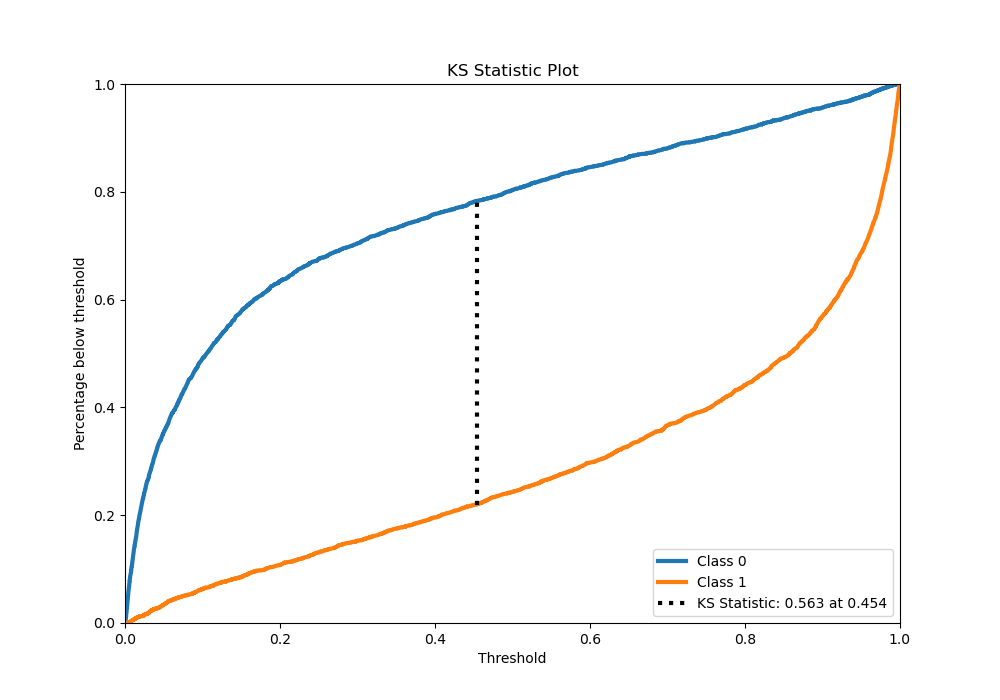 KS Statistic Plot
1.0
0.8
0.6
0.4
0.2
0.0
Percentage below threshold
0.0 0.2 0.4 0.6 0.8 1.0
Threshold
Class 0
Class 1
KS Statistic: 0.563 at 0.454